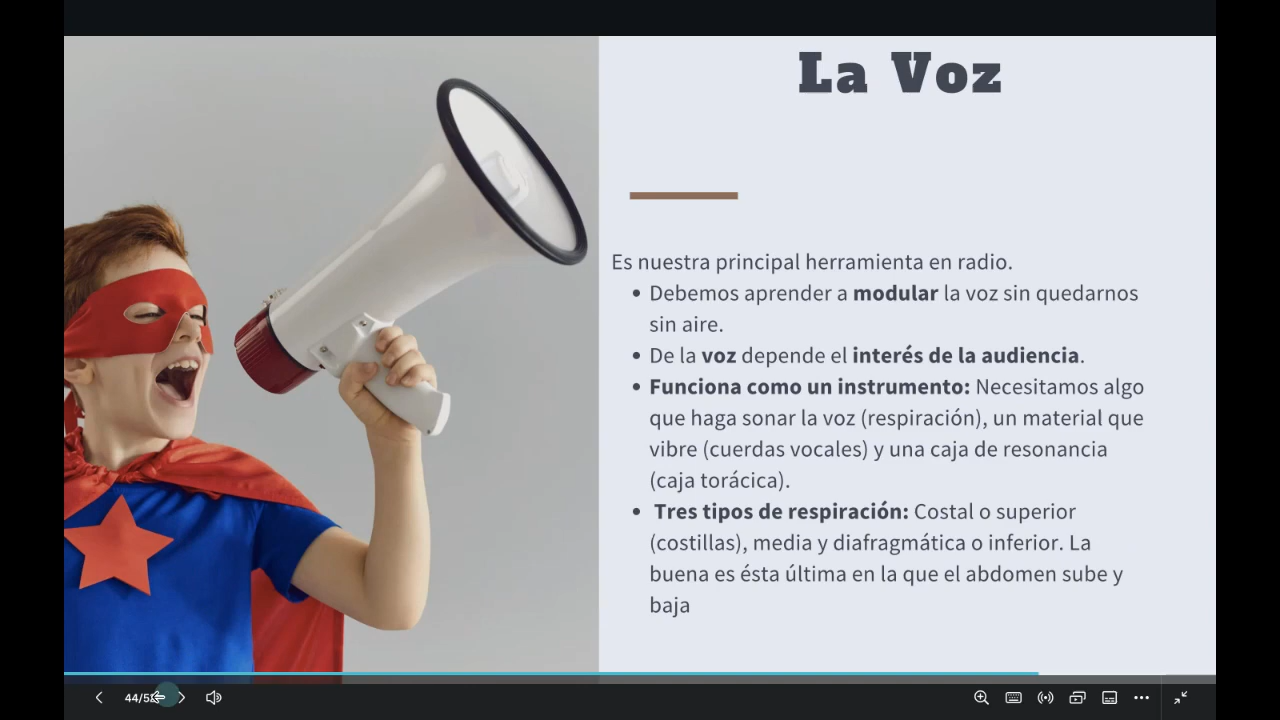 La Voz
Es nuestra principal herramienta en radio.
• Debemos aprender a modular la voz sin quedarnos
sin aire.
• De la voz depende el interés de la audiencia.
• Funciona como un instrumento: Necesitamos algo
que haga sonar la voz (respiración), un material que
vibre (cuerdas vocales) y una caja de resonancia
(caja torácica).
• Tres tipos de respiración: Costal o superior
(costillas), media y diafragmática o inferior. La
buena es ésta última en la que el abdomen sube y
baja